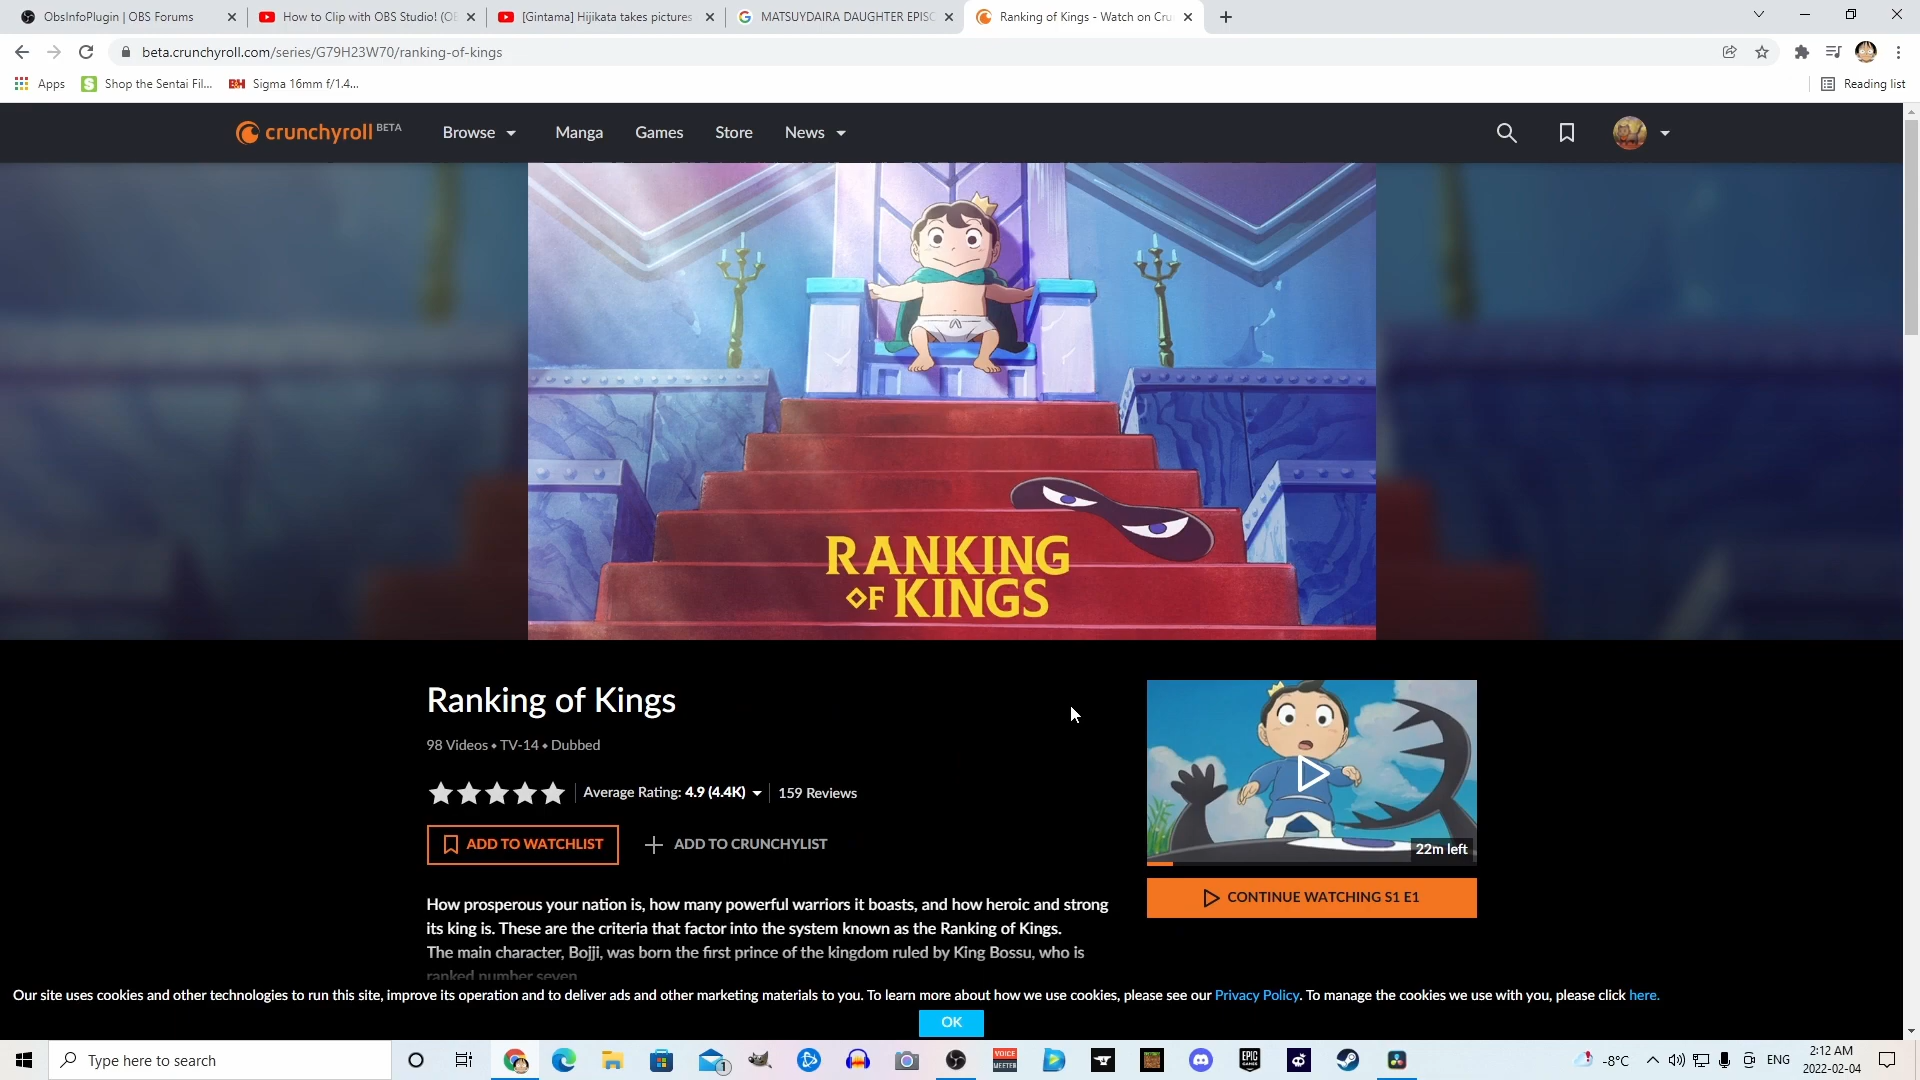 ObsInfoPlugin | OBS Forums
How to Clip with OBS Studio! (OB
[Gintama] Hijikata takes pictures
MATSUYDAIRA DAUGHTER EPISC
Ranking of Kings - Watch on Cru
beta.crunchyroll.com/series/G79H23W70/ranking-of-kings
Apps
Shop the Sentai Fil...
B&H
Sigma 16mm f/1.4...
Reading list
crunchyroll BETA
Browse
Manga
Games
Store
News
RANKING
OF KINGS
Ranking of Kings
98 Videos • TV-14 • Dubbed
Average Rating: 4.9 (4.4K)
159 Reviews
ADD TO WATCHLIST
ADD TO CRUNCHYLIST
22m left
CONTINUE WATCHING S1 E1
How prosperous your nation is, how many powerful warriors it boasts, and how heroic and strong
its king is. These are the criteria that factor into the system known as the Ranking of Kings.
The main character, Bojji, was born the first prince of the kingdom ruled by King Bossu, who is
ranked number seven
Our site uses cookies and other technologies to run this site, improve its operation and to deliver ads and other marketing materials to you. To learn more about how we use cookies, please see our Privacy Policy. To manage the cookies we use with you, please click here.
OK
Type here to search
1
VOICE
MEETER
EPIC
GAMES
-8°C
ENG
2:12 AM
2022-02-04